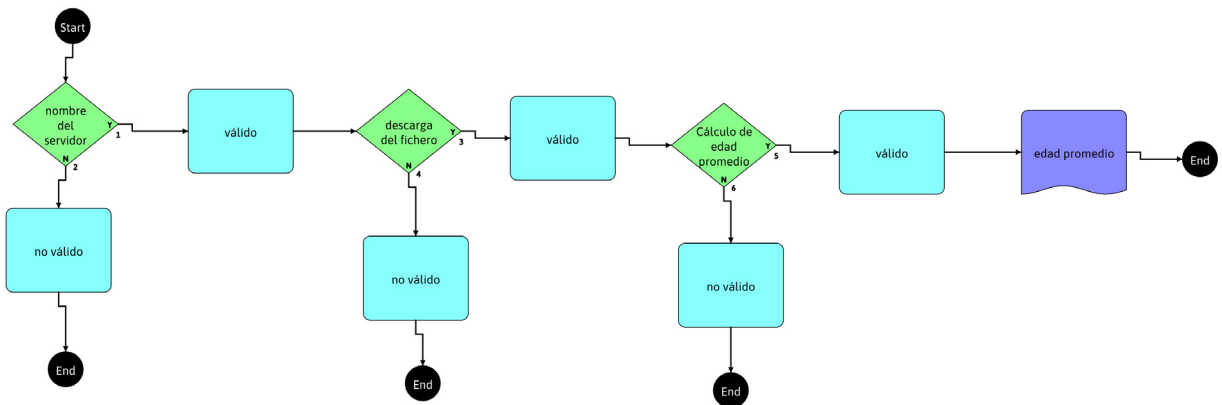 Start
nombre
del
servidor
Y
1
N
2
válido
no válido
End
descarga
del fichero
Y
3
N
4
válido
no válido
End
Cálculo de
edad
promedio
Y
5
N
6
válido
no válido
End
edad promedio
End